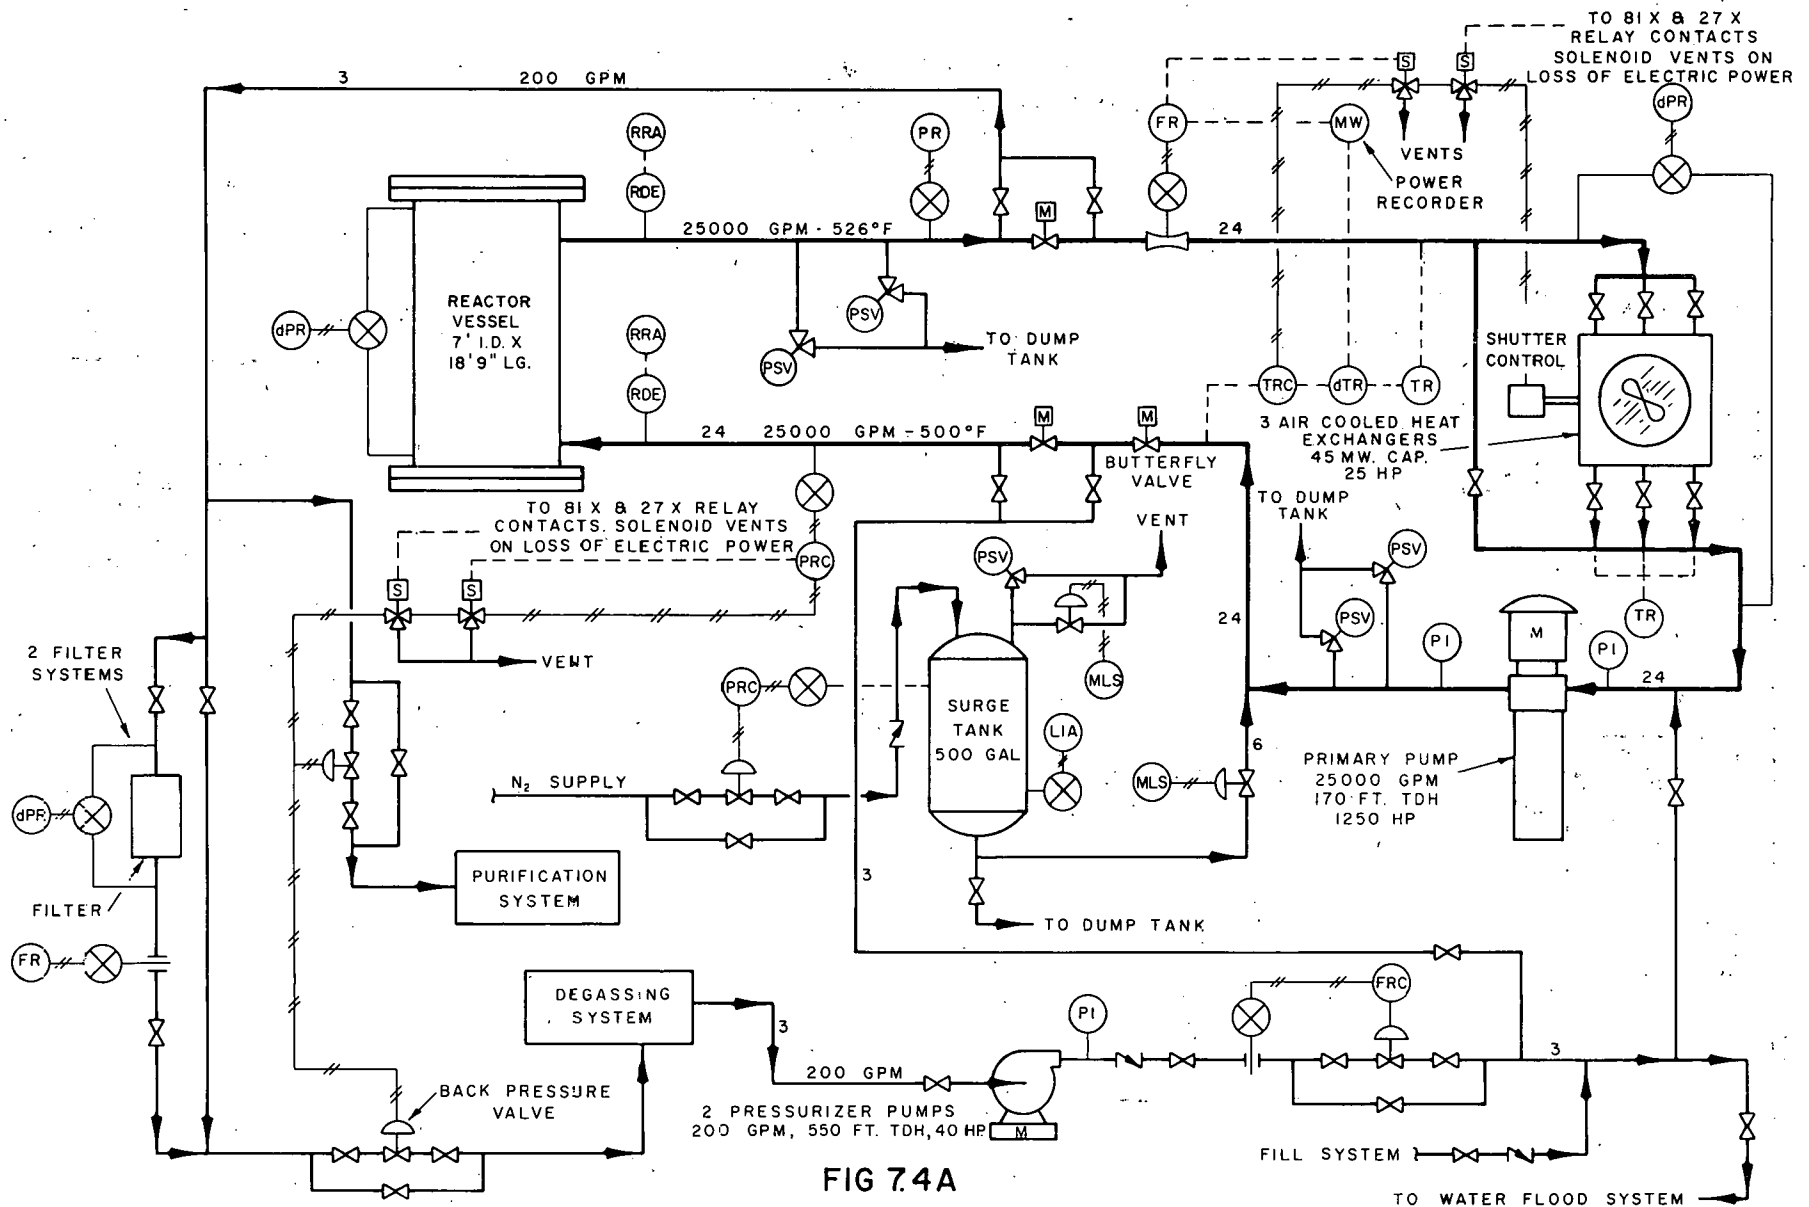 TO 81 X & 27 X
RELAY CONTACTS
SOLENOID VENTS ON
LOSS OF ELECTRIC POWER
3
200 GPM
S
S
dPR
RRA
PR
FR
MW
VENTS
POWER
RECORDER
RDE
M
25000 GPM - 526°F
24
REACTOR
VESSEL
7' I.D. X
18'9" LG.
dPR
PSV
PSV
TO DUMP
TANK
RRA
RDE
SHUTTER
CONTROL
TRC
dTR
TR
3 AIR COOLED HEAT
EXCHANGERS
45 MW. CAP.
25 HP
M
M
24 25000 GPM - 500°F
BUTTERFLY
VALVE
TO DUMP
TANK
TO 81 X & 27 X RELAY
CONTACTS. SOLENOID VENTS
ON LOSS OF ELECTRIC POWER
PRC
VENT
PSV
PSV
S
S
24
PSV
TR
M
PI
PI
2 FILTER
SYSTEMS
VENT
PRC
MLS
24
SURGE
TANK
500 GAL
LIA
6
MLS
PRIMARY PUMP
25000 GPM
170 FT. TDH
1250 HP
N₂ SUPPLY
dPR
3
PURIFICATION
SYSTEM
FILTER
TO DUMP TANK
FR
DEGASSING
SYSTEM
FRC
PI
3
3
200 GPM
BACK PRESSURE
VALVE
2 PRESSURIZER PUMPS
200 GPM, 550 FT. TDH, 40 HP.
M
FILL SYSTEM
TO WATER FLOOD SYSTEM
FIG 7.4A